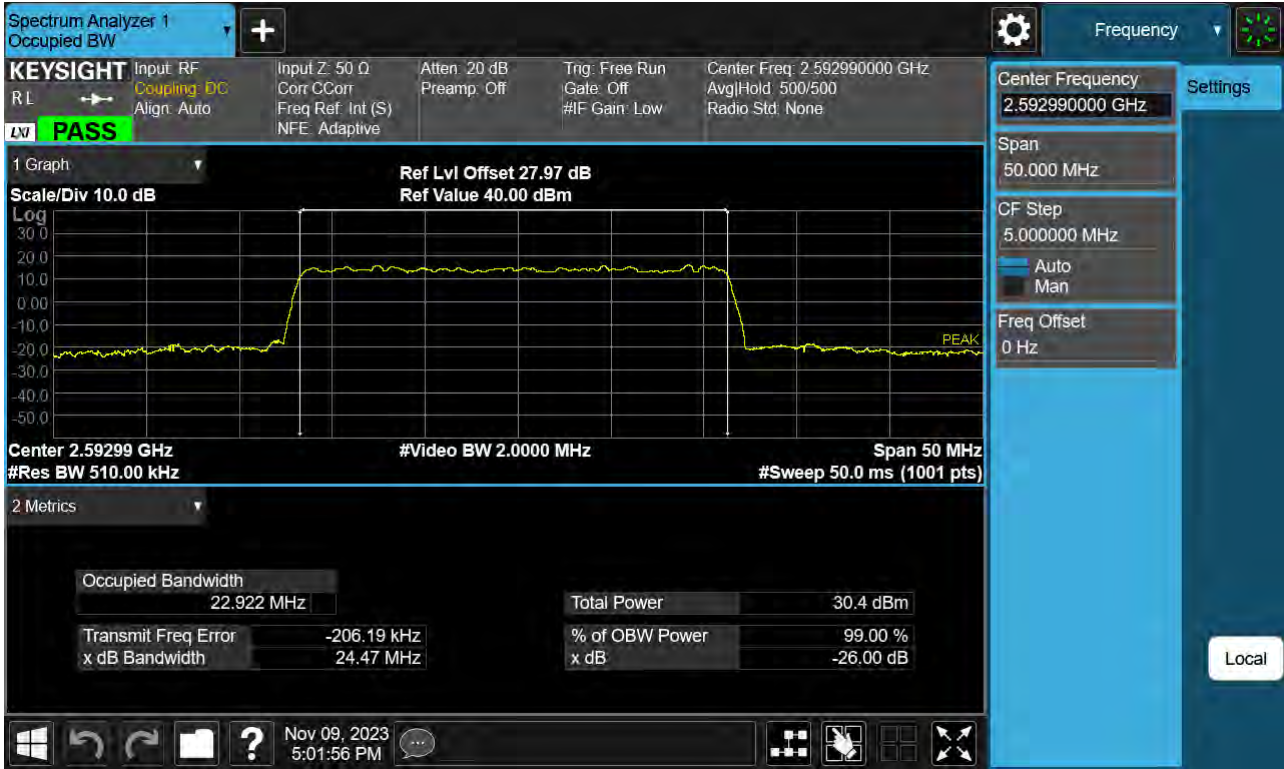 Spectrum Analyzer 1
Occupied BW
Frequency
KEYSIGHT
RL
LXI PASS
Input: RF
Coupling: DC
Align: Auto
Input Z: 50 Ω
Corr CCorr
Freq Ref: Int (S)
NFE: Adaptive
Atten: 20 dB
Preamp: Off
Trig: Free Run
Gate: Off
#IF Gain: Low
Center Freq: 2.592990000 GHz
Avg|Hold: 500/500
Radio Std: None
Center Frequency
2.592990000 GHz
Settings
Span
50.000 MHz
CF Step
5.000000 MHz
Auto
Man
Freq Offset
0 Hz
Local
1 Graph
Scale/Div 10.0 dB
Ref Lvl Offset 27.97 dB
Ref Value 40.00 dBm
Log
30.0
20.0
10.0
0.00
-10.0
-20.0
-30.0
-40.0
-50.0
PEAK
Center 2.59299 GHz
#Video BW 2.0000 MHz
Span 50 MHz
#Res BW 510.00 kHz
#Sweep 50.0 ms (1001 pts)
2 Metrics
Occupied Bandwidth
22.922 MHz
Total Power 30.4 dBm
Transmit Freq Error -206.19 kHz
% of OBW Power 99.00 %
x dB Bandwidth 24.47 MHz
x dB -26.00 dB
?
Nov 09, 2023
5:01:56 PM